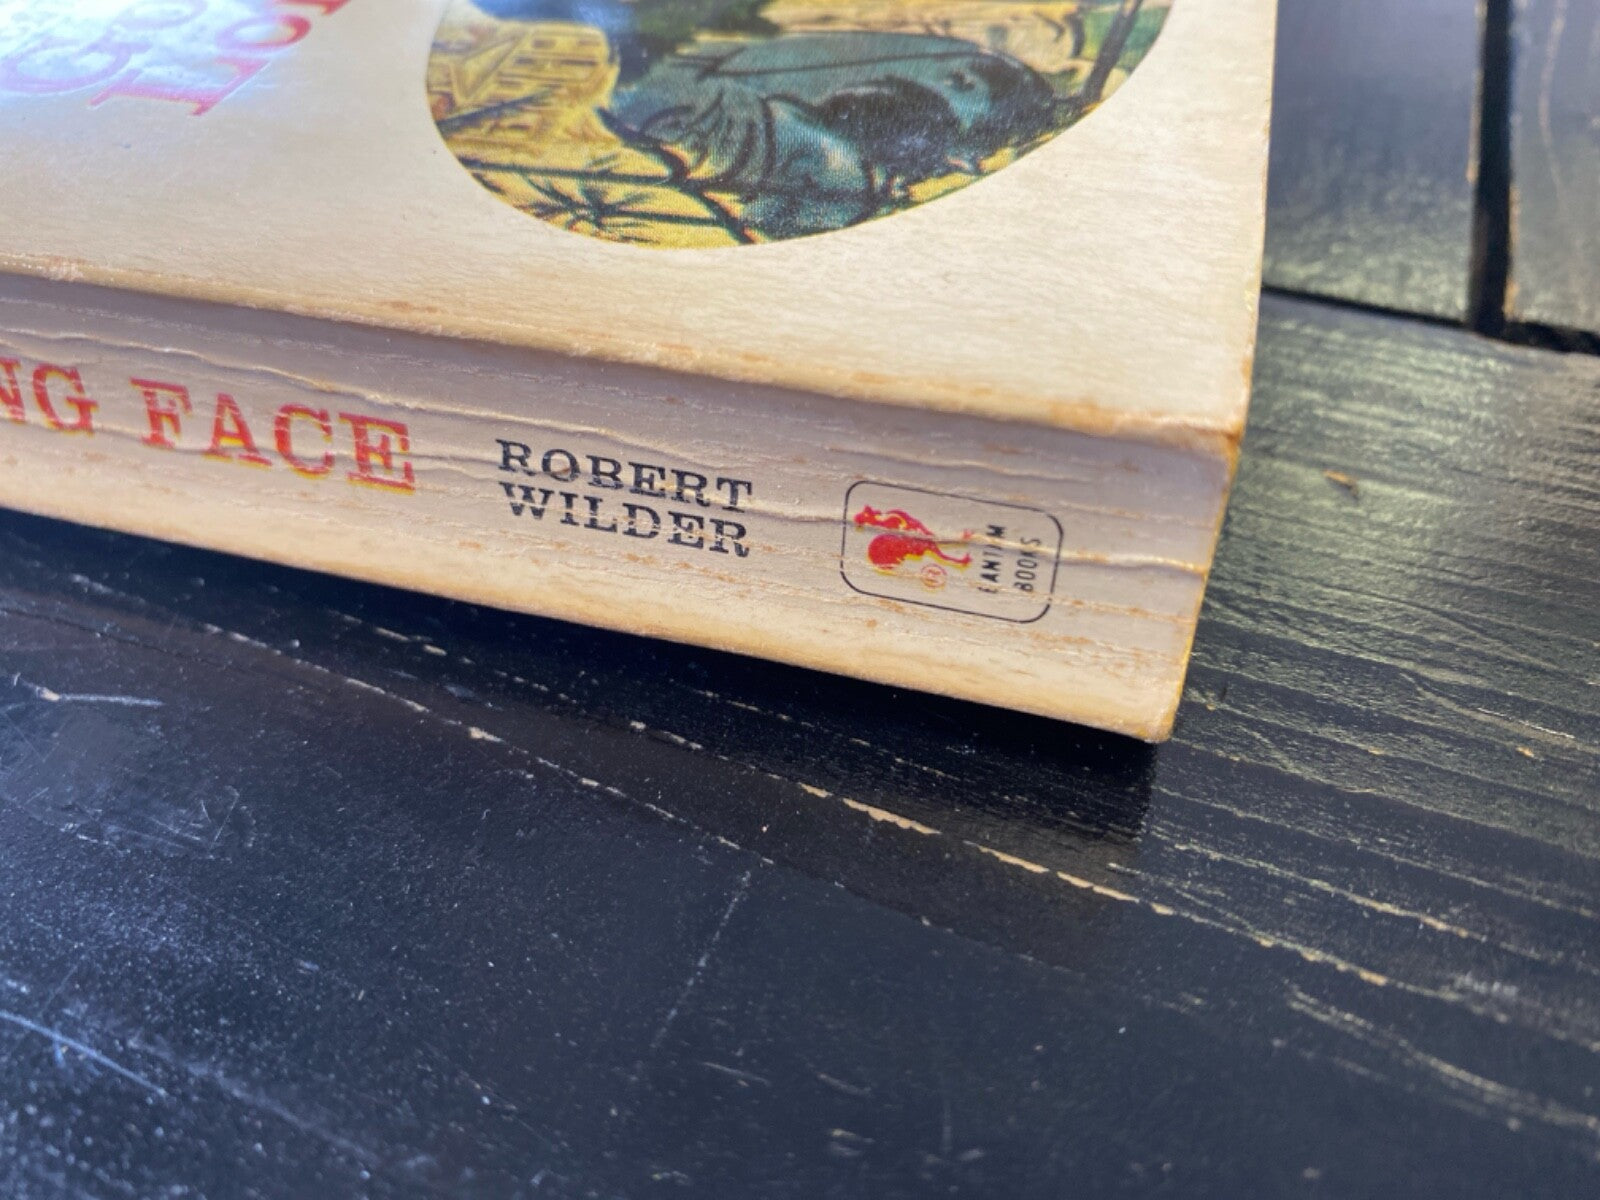 NG FACE
ROBERT
WILDER
BANTAM
BOOKS